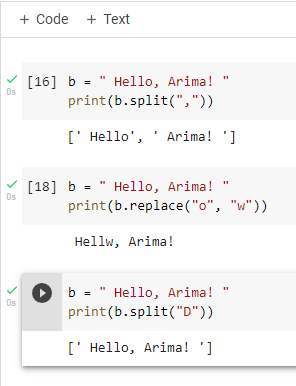 + Code + Text
[16] b = " Hello, Arima! "
0s print(b.split(","))
[' Hello', ' Arima! ']
[18] b = " Hello, Arima! "
0s print(b.replace("o", "w"))
 Hellw, Arima!
b = " Hello, Arima! "
0s print(b.split("D"))
[' Hello, Arima! ']